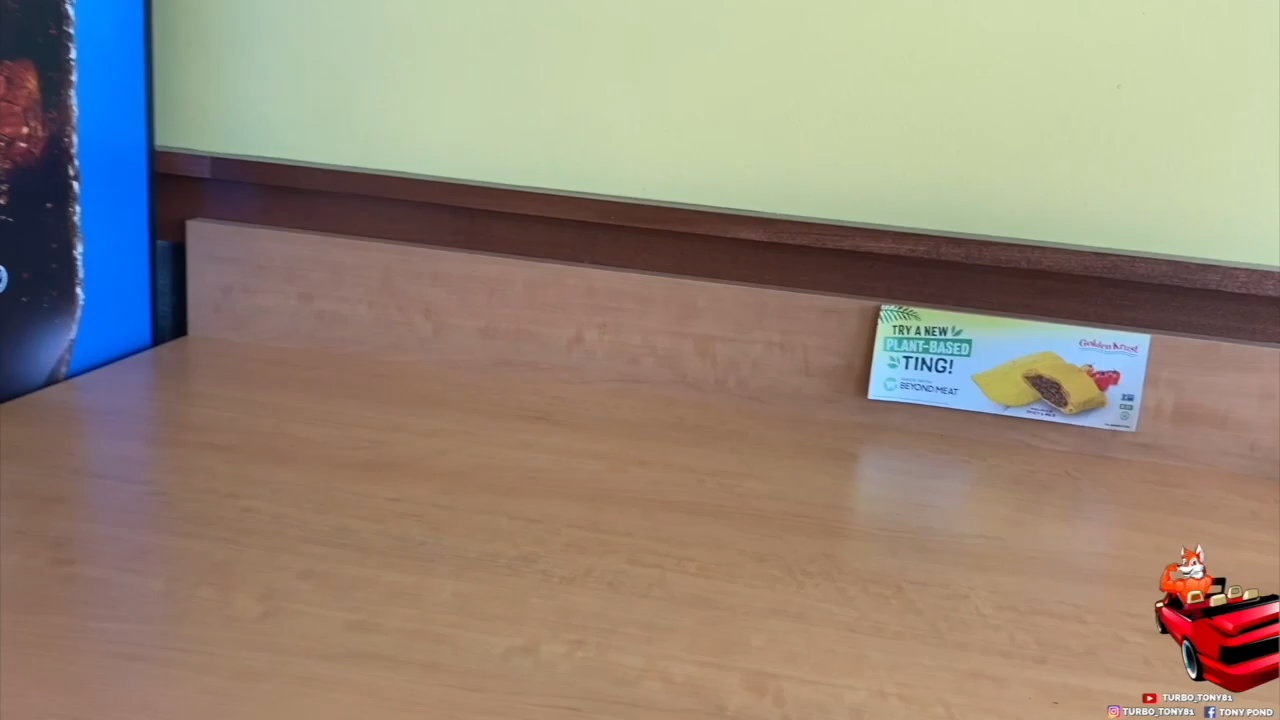 TRY A NEW
PLANT-BASED
TING!
BEYOND MEAT
Golden Krust
TURBO_TONY81
TURBO_TONY81 TONY POND